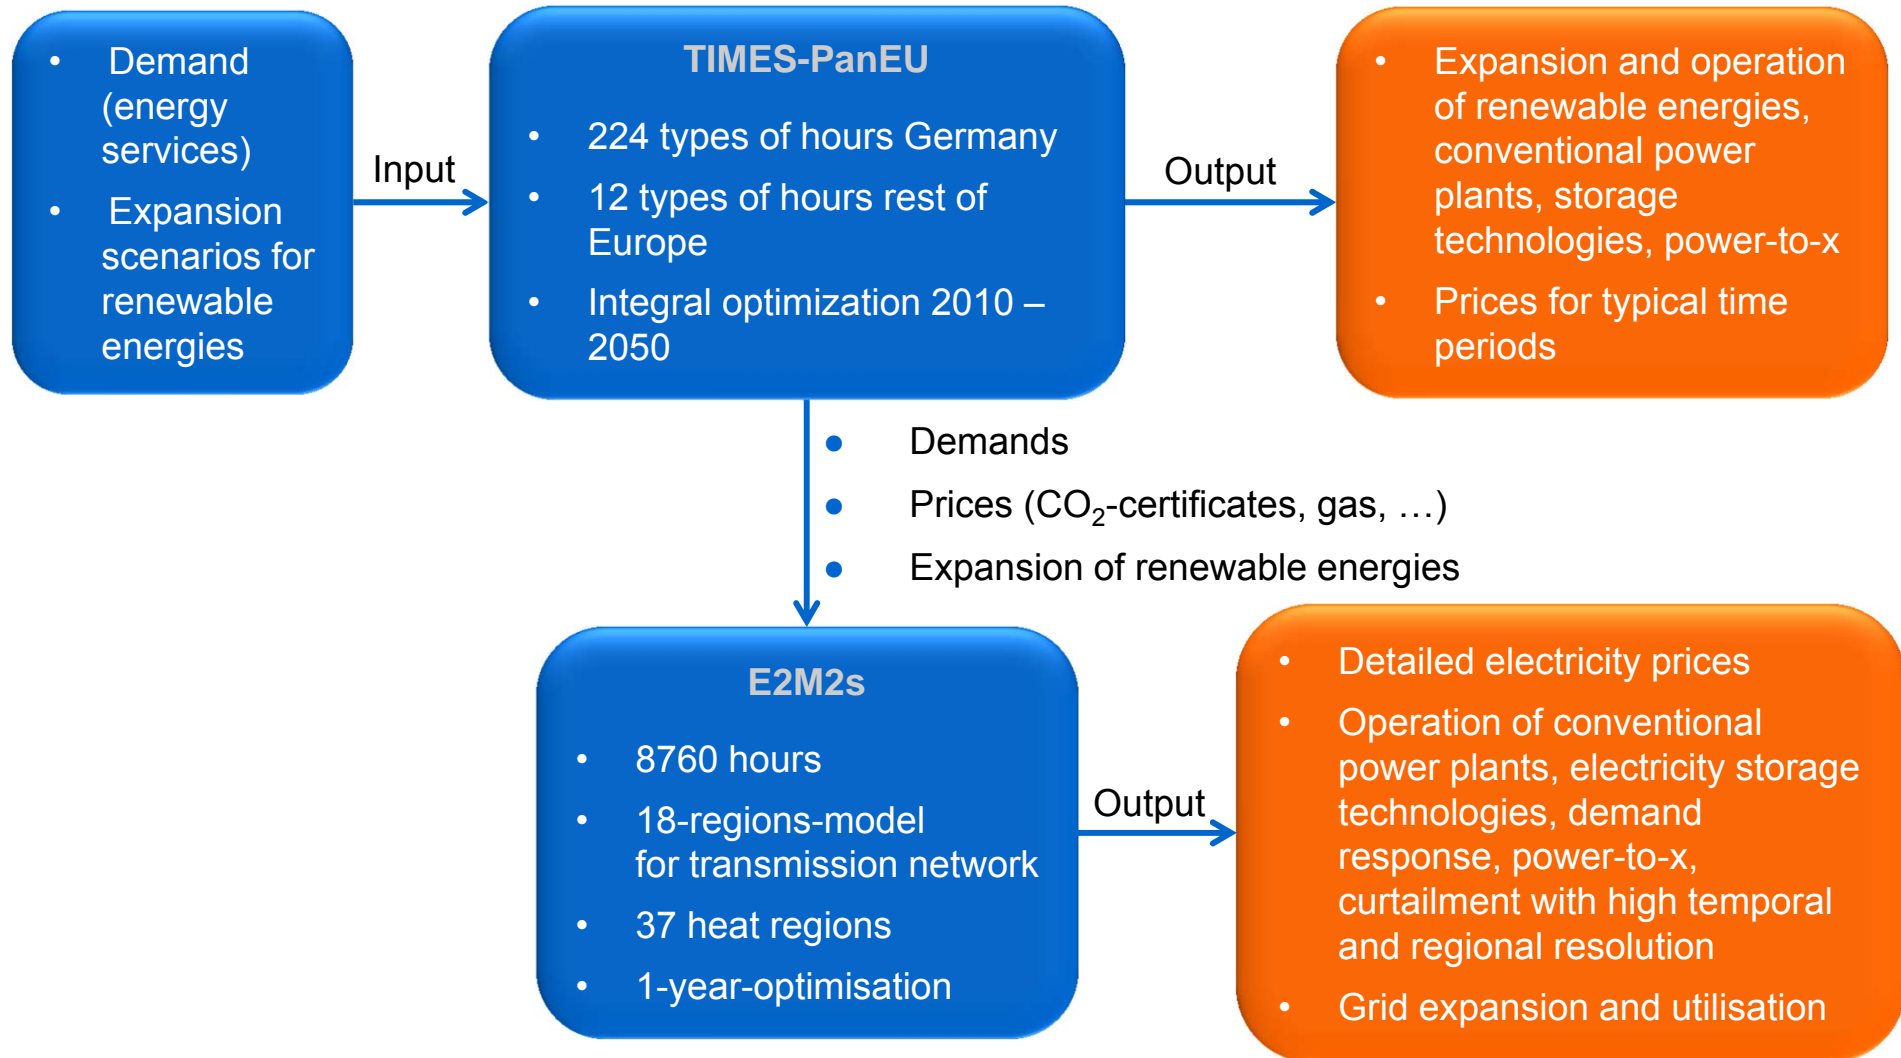 • Demand
(energy
services)
• Expansion
scenarios for
renewable
energies
Input
TIMES-PanEU
• 224 types of hours Germany
• 12 types of hours rest of
Europe
• Integral optimization 2010 –
2050
Output
• Expansion and operation
of renewable energies,
conventional power
plants, storage
technologies, power-to-x
• Prices for typical time
periods
• Demands
• Prices (CO₂-certificates, gas, …)
• Expansion of renewable energies
E2M2s
• 8760 hours
• 18-regions-model
for transmission network
• 37 heat regions
• 1-year-optimisation
Output
• Detailed electricity prices
• Operation of conventional
power plants, electricity storage
technologies, demand
response, power-to-x,
curtailment with high temporal
and regional resolution
• Grid expansion and utilisation